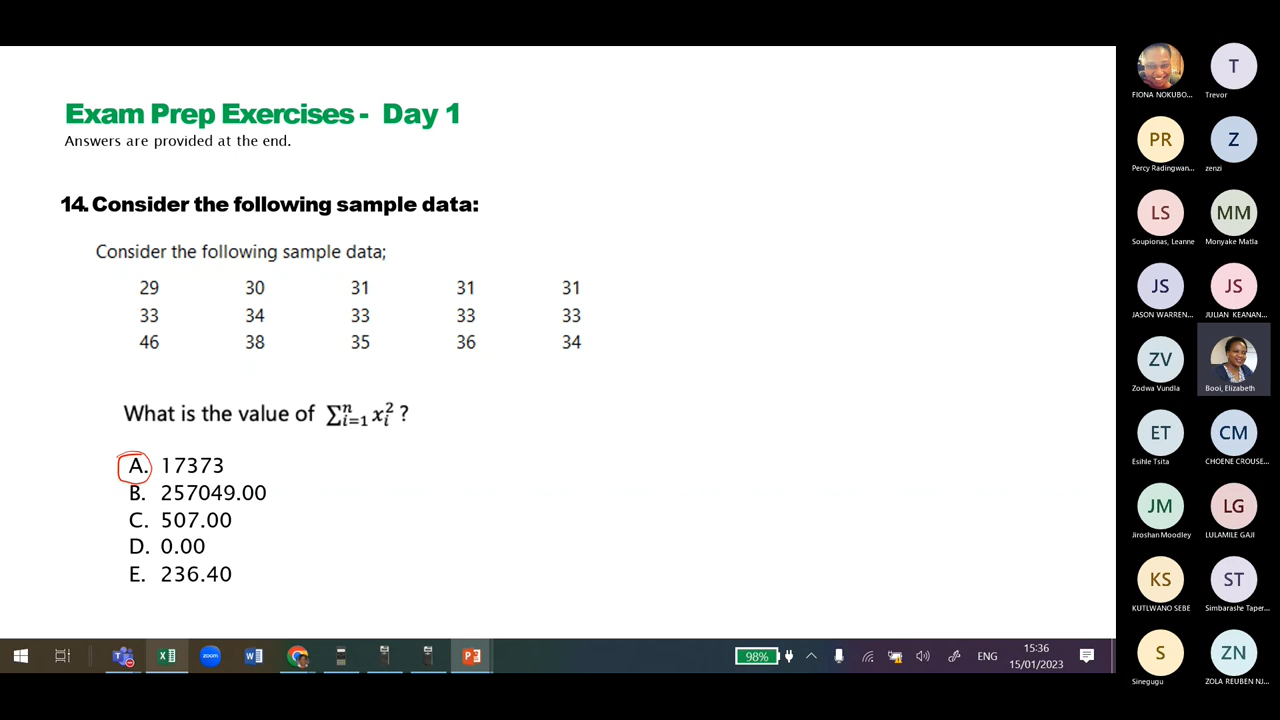 Exam Prep Exercises - Day 1
Answers are provided at the end.
14. Consider the following sample data:
Consider the following sample data;
29 30 31 31 31
33 34 33 33 33
46 38 35 36 34
What is the value of ∑ⁿᵢ₌₁ xᵢ² ?
A. 17373
B. 257049.00
C. 507.00
D. 0.00
E. 236.40
T
FIONA NOKUBO... Trevor
PR Z
Percy Radingwan... zenzi
LS MM
Soupionas, Leanne Monyake Matla
JS JS
JASON WARREN... JULIAN KEANAN...
ZV
Zodwa Vundla Booi, Elizabeth
ET CM
Esihle Tsita CHOENE CROUSE...
JM LG
Jiroshan Moodley LULAMILE GAJI
KS ST
KUTLWANO SEBE Simbarashe Taper...
S ZN
Sinegugu ZOLA REUBEN NJ...
zoom 98% ENG 15:36
15/01/2023